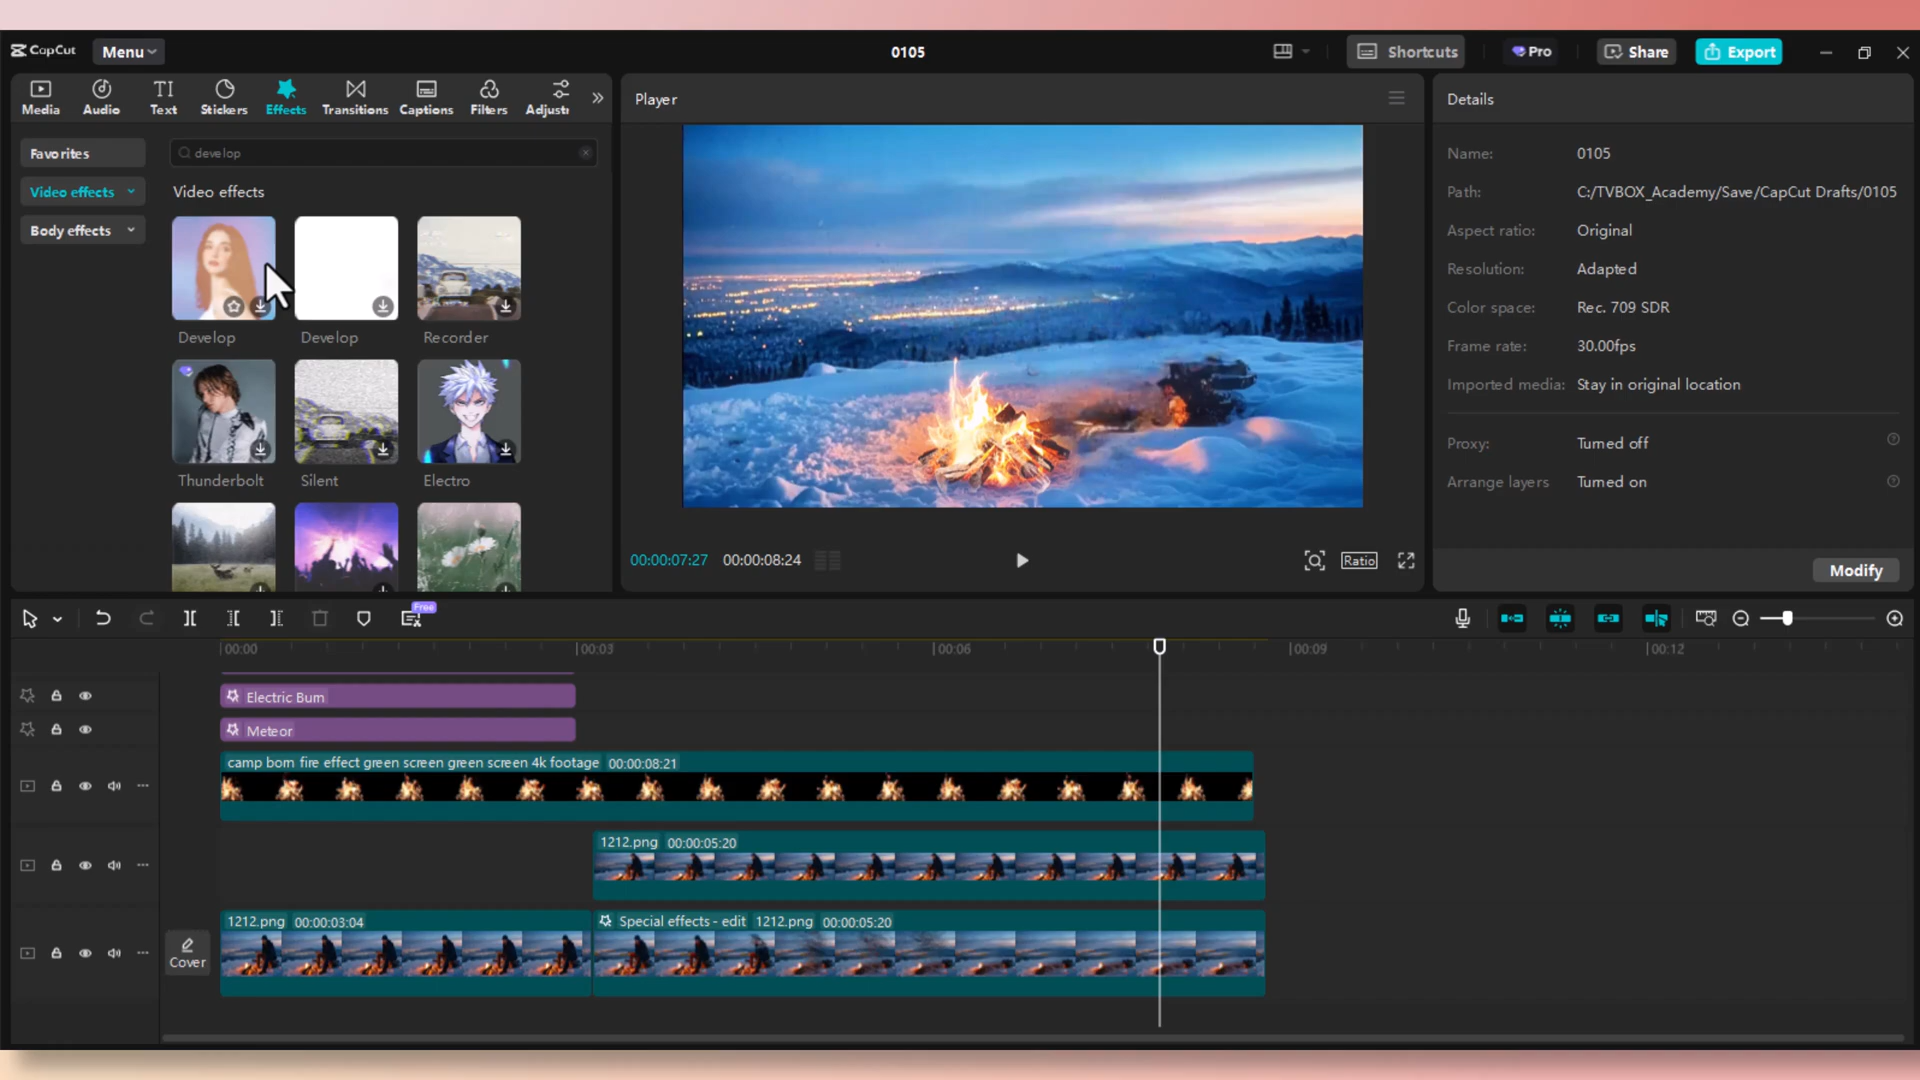 CapCut
Menu
0105
Shortcuts
Pro
Share
Export
Media
Audio
TI
Text
Stickers
Effects
Transitions
Captions
Filters
Adjustı
Player
Details
Favorites
develop
Video effects
Video effects
Body effects
Develop
Develop
Recorder
Thunderbolt
Silent
Electro
Name: 0105
Path: C:/TVBOX_Academy/Save/CapCut Drafts/0105
Aspect ratio: Original
Resolution: Adapted
Color space: Rec. 709 SDR
Frame rate: 30.00fps
Imported media: Stay in original location
Proxy: Turned off
Arrange layers Turned on
Modify
00:00:07:27 00:00:08:24
Ratio
Free
00:00
00:03
00:06
00:09
00:12
Electric Bum
Meteor
camp bom fire effect green screen green screen 4k footage 00:00:08:21
1212.png 00:00:05:20
Cover
1212.png 00:00:03:04
Special effects - edit 1212.png 00:00:05:20